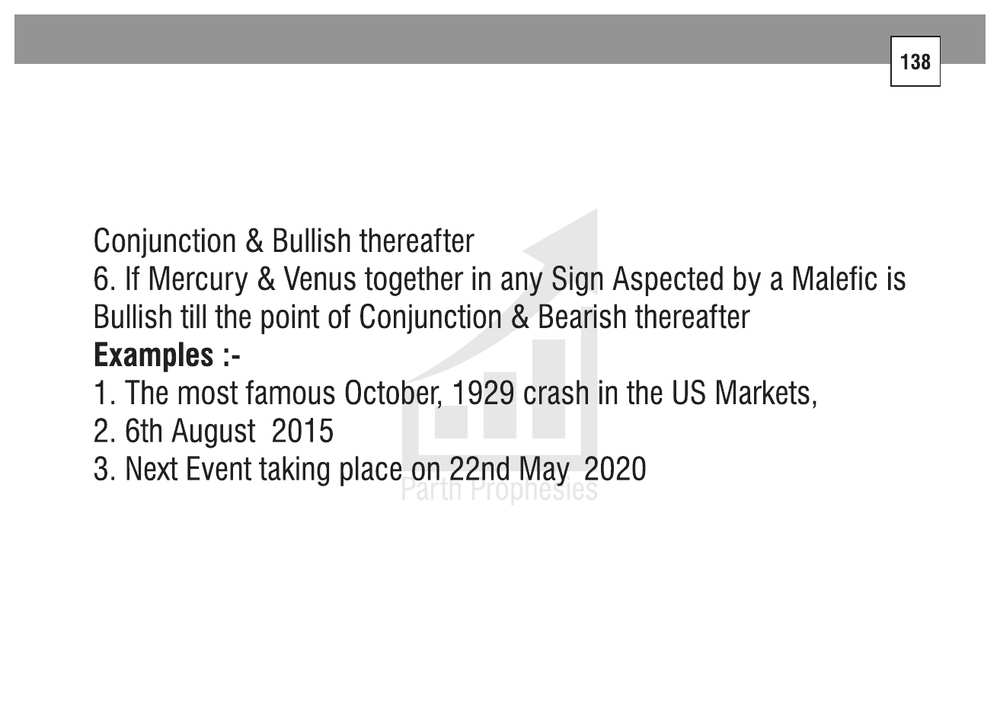 138
Conjunction & Bullish thereafter
6. If Mercury & Venus together in any Sign Aspected by a Malefic is
Bullish till the point of Conjunction & Bearish thereafter
Examples :-
1. The most famous October, 1929 crash in the US Markets,
2. 6th August  2015
3. Next Event taking place on 22nd May  2020
Parth Prophesies